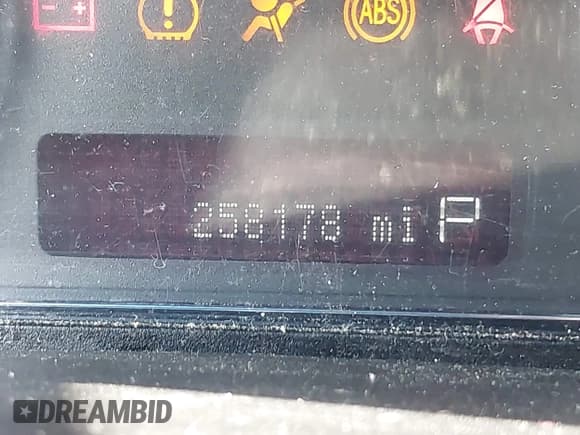 ABS
258178 mi P
DREAMBID